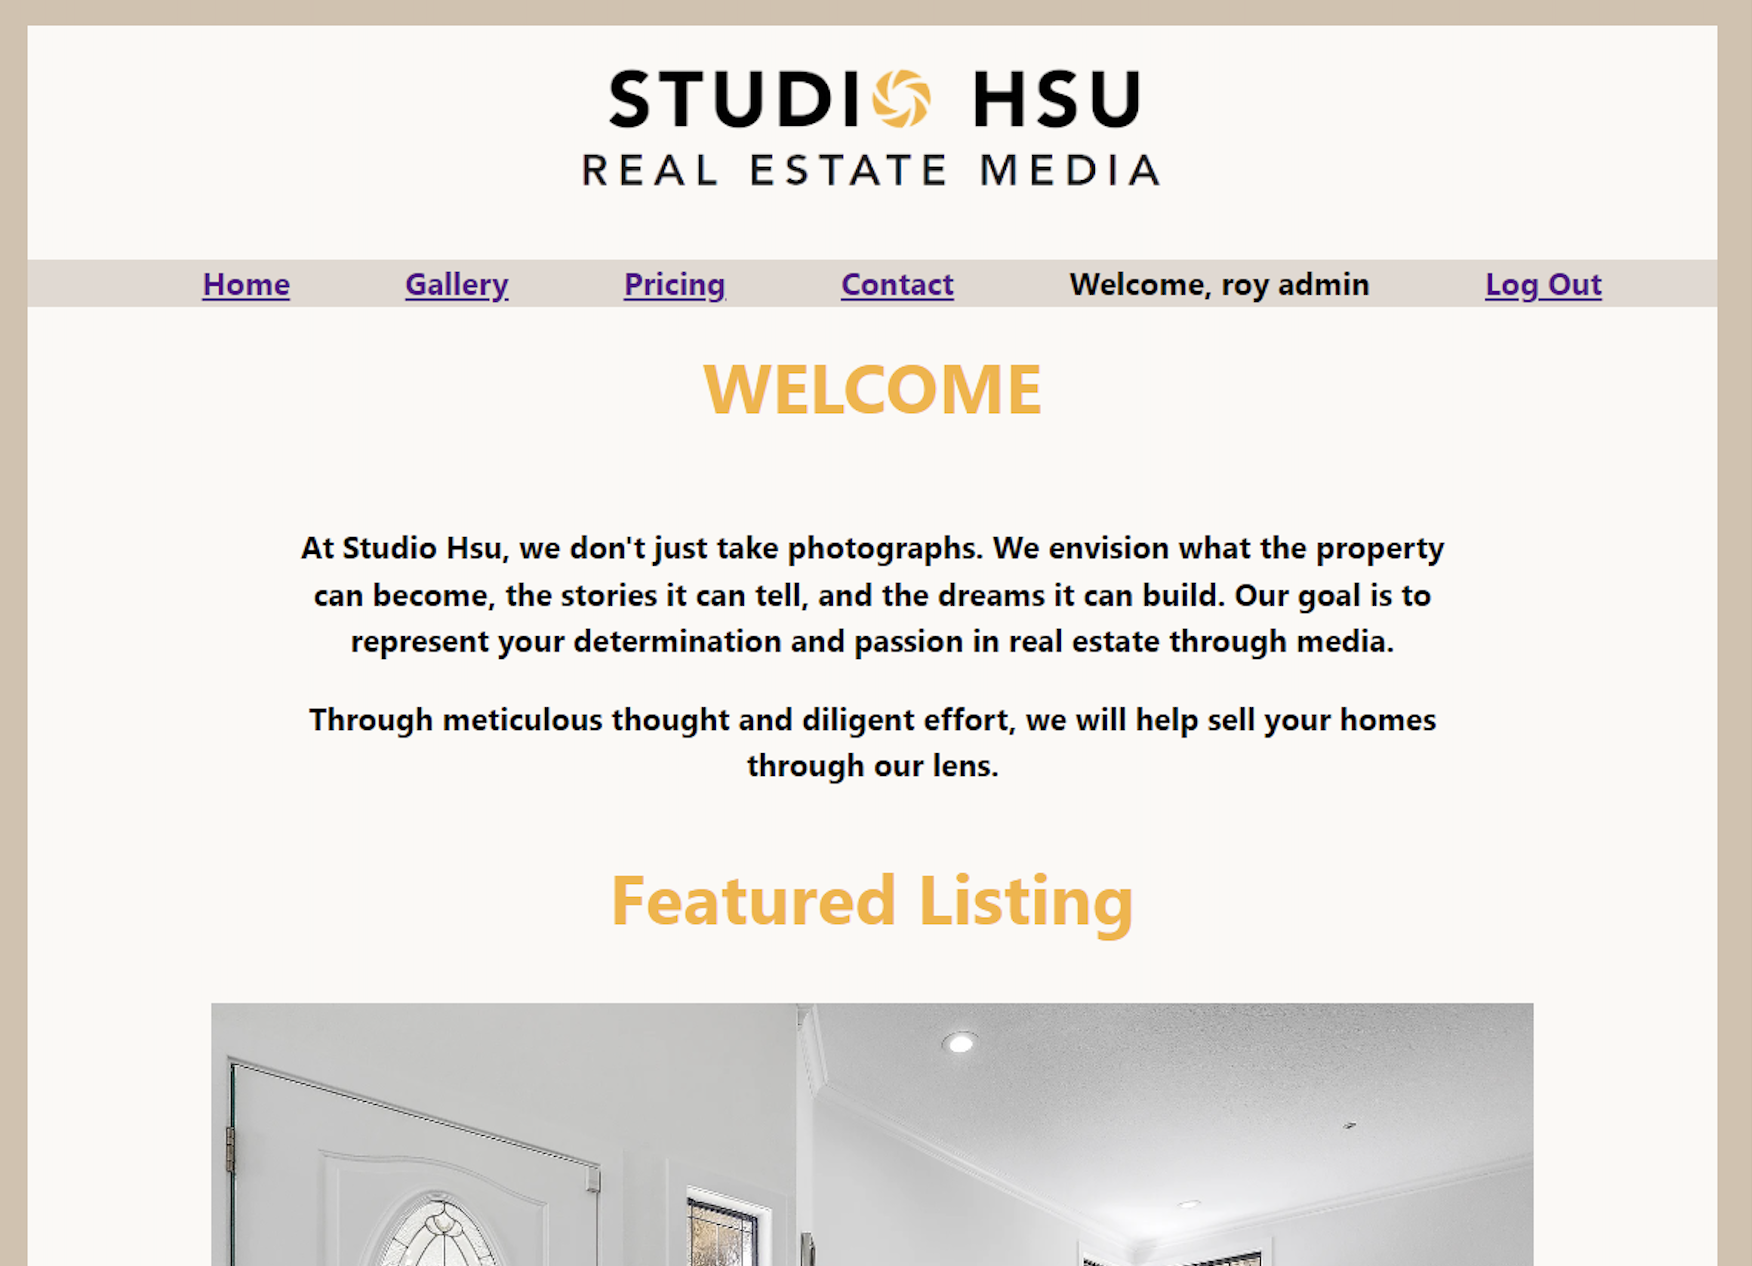 STUDIO HSU
REAL ESTATE MEDIA
Home Gallery Pricing Contact Welcome, roy admin Log Out
WELCOME
At Studio Hsu, we don't just take photographs. We envision what the property
can become, the stories it can tell, and the dreams it can build. Our goal is to
represent your determination and passion in real estate through media.
Through meticulous thought and diligent effort, we will help sell your homes
through our lens.
Featured Listing